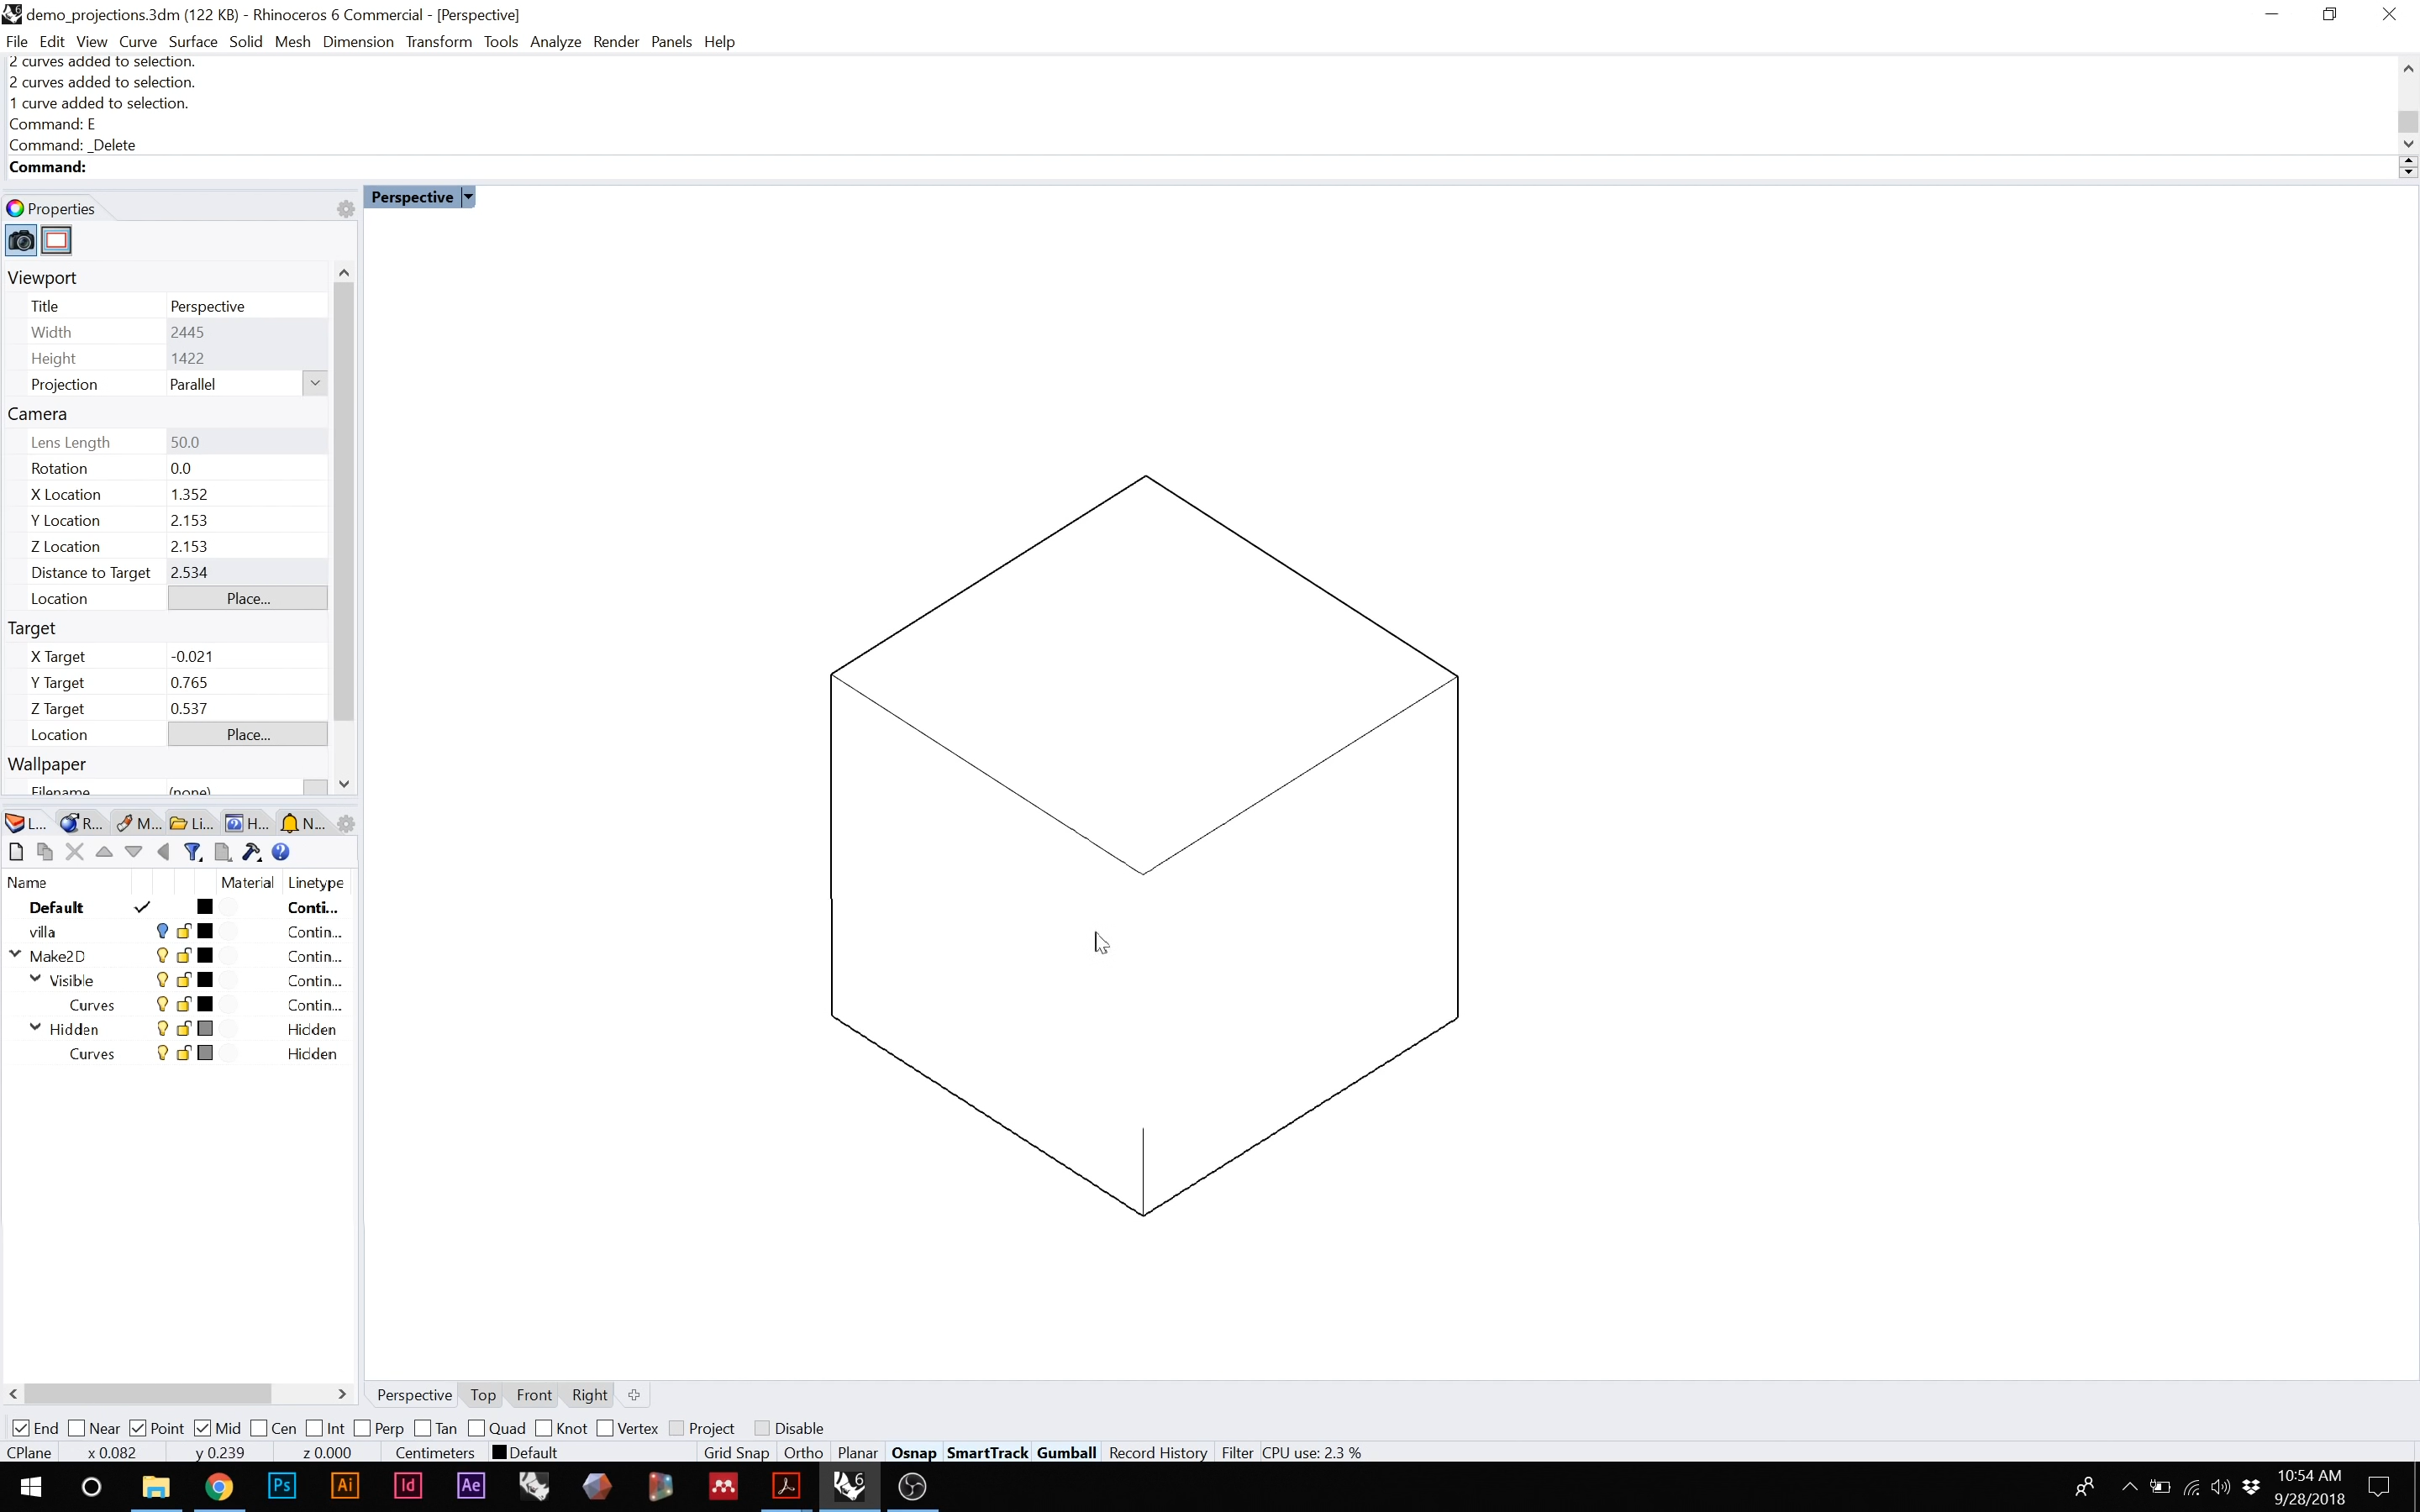 demo_projections.3dm (122 KB) - Rhinoceros 6 Commercial - [Perspective]
File Edit View Curve Surface Solid Mesh Dimension Transform Tools Analyze Render Panels Help
2 curves added to selection.
2 curves added to selection.
1 curve added to selection.
Command: E
Command: _Delete
Command:
Properties
Perspective
Viewport
Title Perspective
Width 2445
Height 1422
Projection Parallel
Camera
Lens Length 50.0
Rotation 0.0
X Location 1.352
Y Location 2.153
Z Location 2.153
Distance to Target 2.534
Location Place...
Target
X Target -0.021
Y Target 0.765
Z Target 0.537
Location Place...
Wallpaper
Filename (none)
L... R... M... Li... H... N...
Name Material Linetype
Default Conti...
villa Contin...
Make2D Contin...
Visible Contin...
Curves Contin...
Hidden Hidden
Curves Hidden
Perspective Top Front Right
End Near Point Mid Cen Int Perp Tan Quad Knot Vertex Project Disable
CPlane x 0.082 y 0.239 z 0.000 Centimeters Default Grid Snap Ortho Planar Osnap SmartTrack Gumball Record History Filter CPU use: 2.3 %
Ps Ai Id Ae 6
10:54 AM
9/28/2018